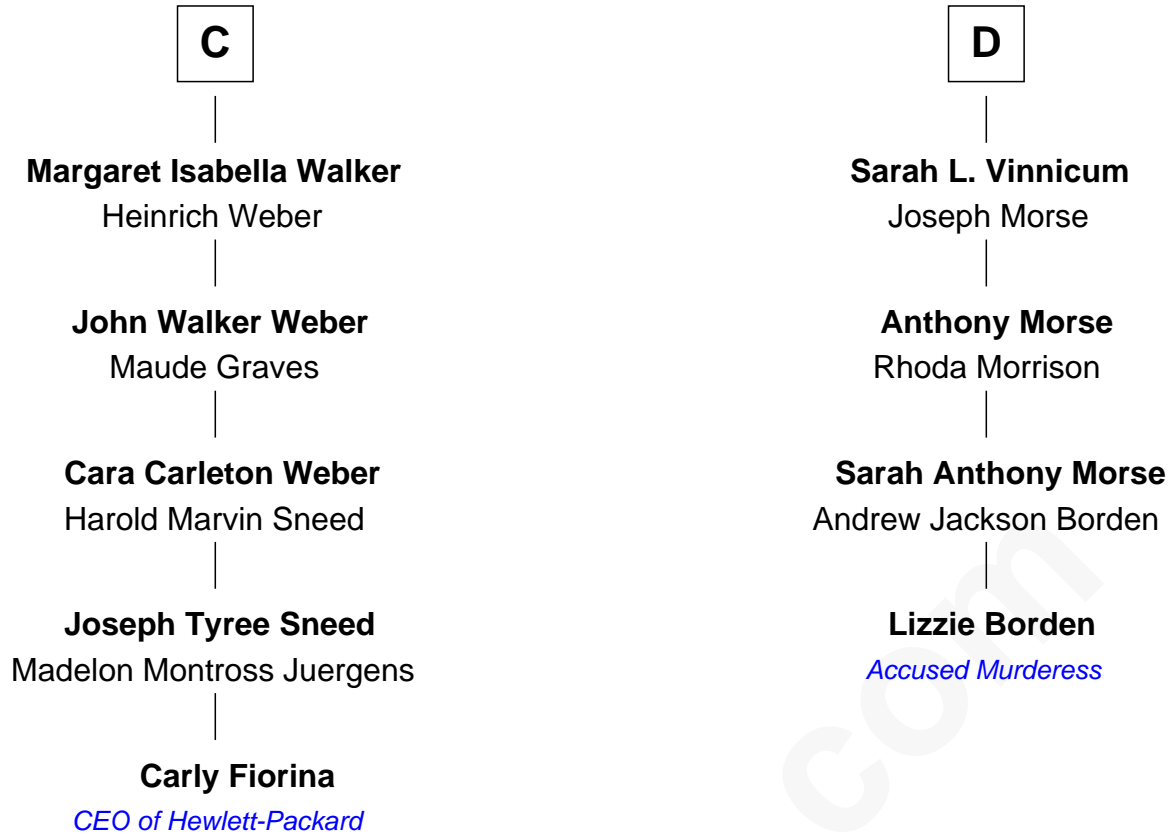 C
Margaret Isabella Walker
Heinrich Weber
John Walker Weber
Maude Graves
Cara Carleton Weber
Harold Marvin Sneed
Joseph Tyree Sneed
Madelon Montross Juergens
Carly Fiorina
CEO of Hewlett-Packard
D
Sarah L. Vinnicum
Joseph Morse
Anthony Morse
Rhoda Morrison
Sarah Anthony Morse
Andrew Jackson Borden
Lizzie Borden
Accused Murderess
com